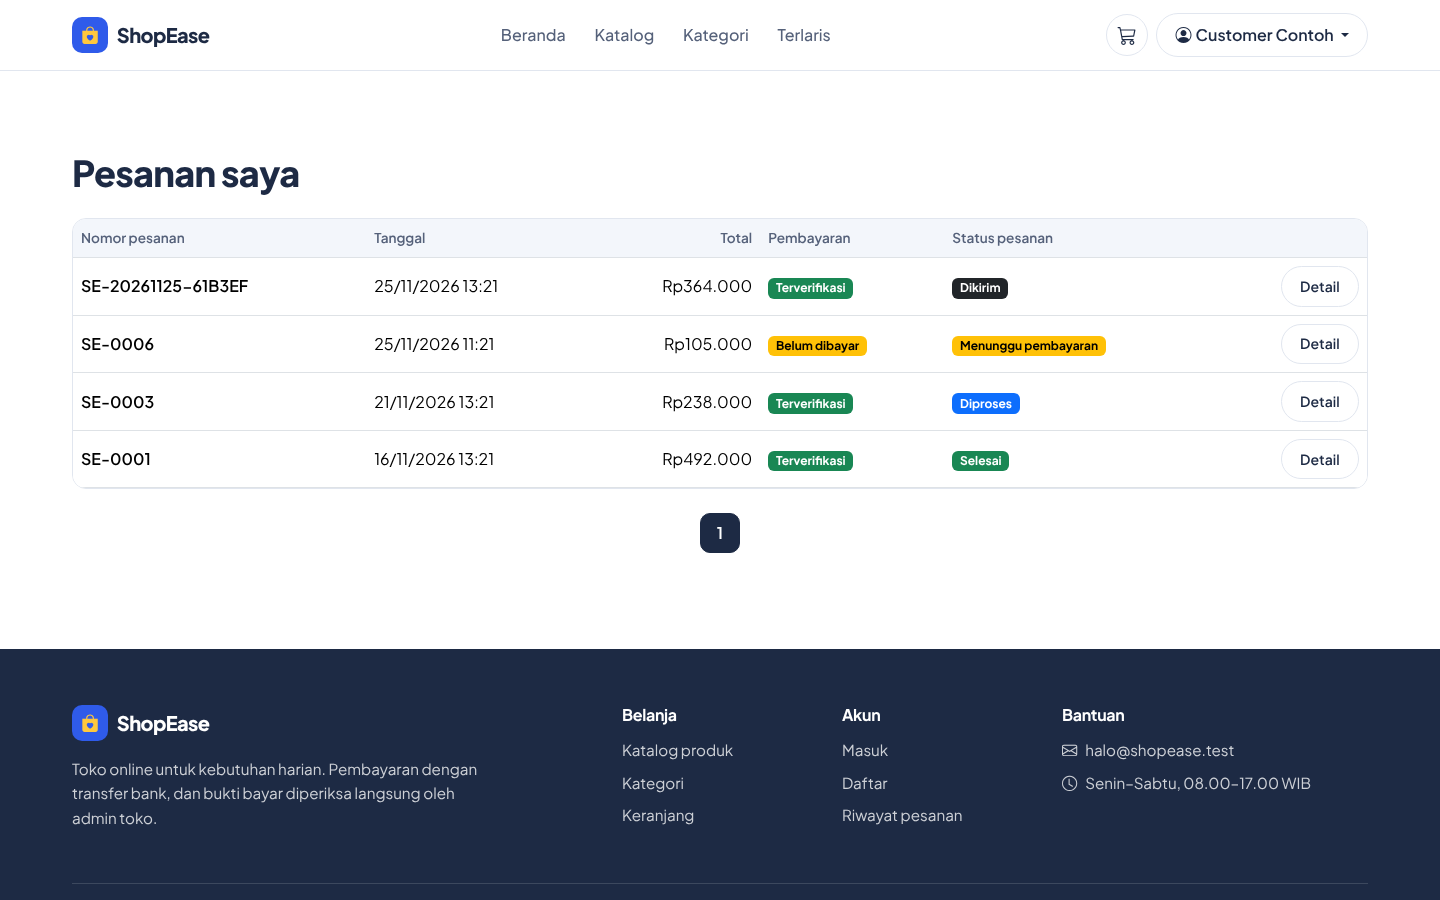 ShopEase
Beranda Katalog Kategori Terlaris
Customer Contoh
Pesanan saya
Nomor pesanan Tanggal Total Pembayaran Status pesanan
SE-20261125-61B3EF 25/11/2026 13:21 Rp364.000 Terverifikasi Dikirim Detail
SE-0006 25/11/2026 11:21 Rp105.000 Belum dibayar Menunggu pembayaran Detail
SE-0003 21/11/2026 13:21 Rp238.000 Terverifikasi Diproses Detail
SE-0001 16/11/2026 13:21 Rp492.000 Terverifikasi Selesai Detail
1
ShopEase
Toko online untuk kebutuhan harian. Pembayaran dengan
transfer bank, dan bukti bayar diperiksa langsung oleh
admin toko.
Belanja
Katalog produk
Kategori
Keranjang
Akun
Masuk
Daftar
Riwayat pesanan
Bantuan
halo@shopease.test
Senin–Sabtu, 08.00–17.00 WIB